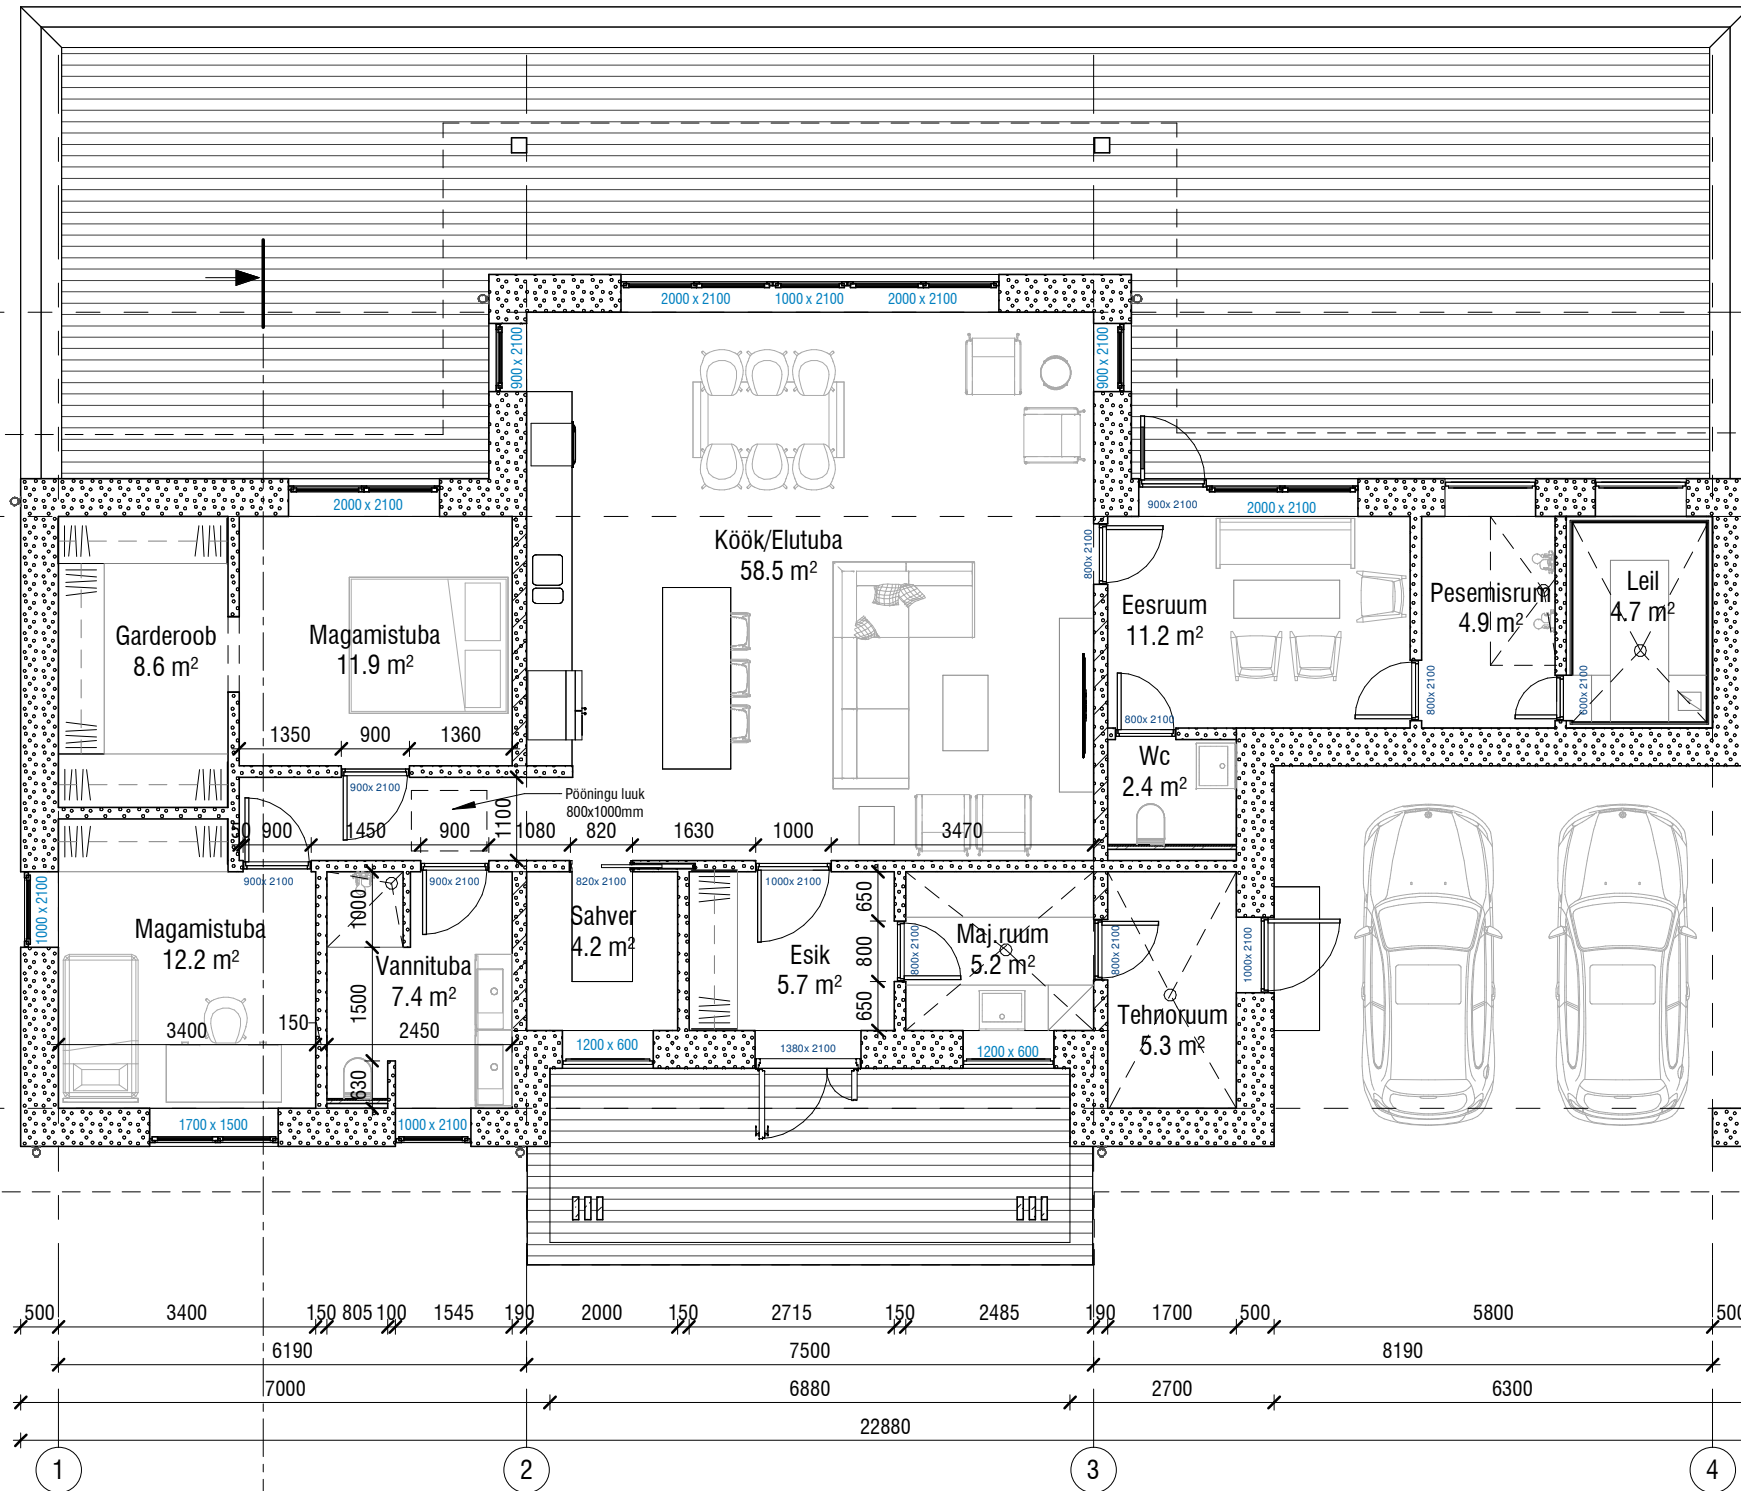 2000 x 2100
1000 x 2100
2000 x 2100
900 x 2100
900 x 2100
2000 x 2100
900x 2100
2000 x 2100
Köök/Elutuba
58.5 m²
800x 2100
Garderoob
8.6 m²
Magamistuba
11.9 m²
Eesruum
11.2 m²
Pesemisrum
4.9 m²
Leil
4.7 m²
800x 2100
600x 2100
800x 2100
1350
900
1360
900x 2100
Wc
2.4 m²
Pööningu luuk
800x1000mm
1100
50
900
1450
900
1080
820
1630
1000
3470
900x 2100
900x 2100
820x 2100
1000x 2100
1000 x 2100
1000
650
Magamistuba
12.2 m²
Vannituba
7.4 m²
Sahver
4.2 m²
Esik
5.7 m²
800
800x 2100
Maj.ruum
5.2 m²
800x 2100
1000x 2100
1500
650
3400
150
2450
Tehnoruum
5.3 m²
630
1200 x 600
1380x 2100
1200 x 600
1700 x 1500
1000 x 2100
500
3400
150
805
100
1545
190
2000
150
2715
150
2485
190
1700
500
5800
500
6190
7500
8190
7000
6880
2700
6300
22880
1
2
3
4